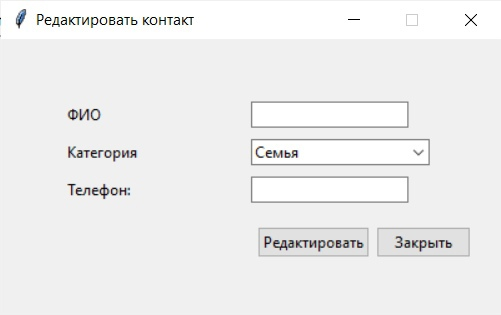 Редактировать контакт
ФИО
Категория Семья
Телефон:
Редактировать Закрыть